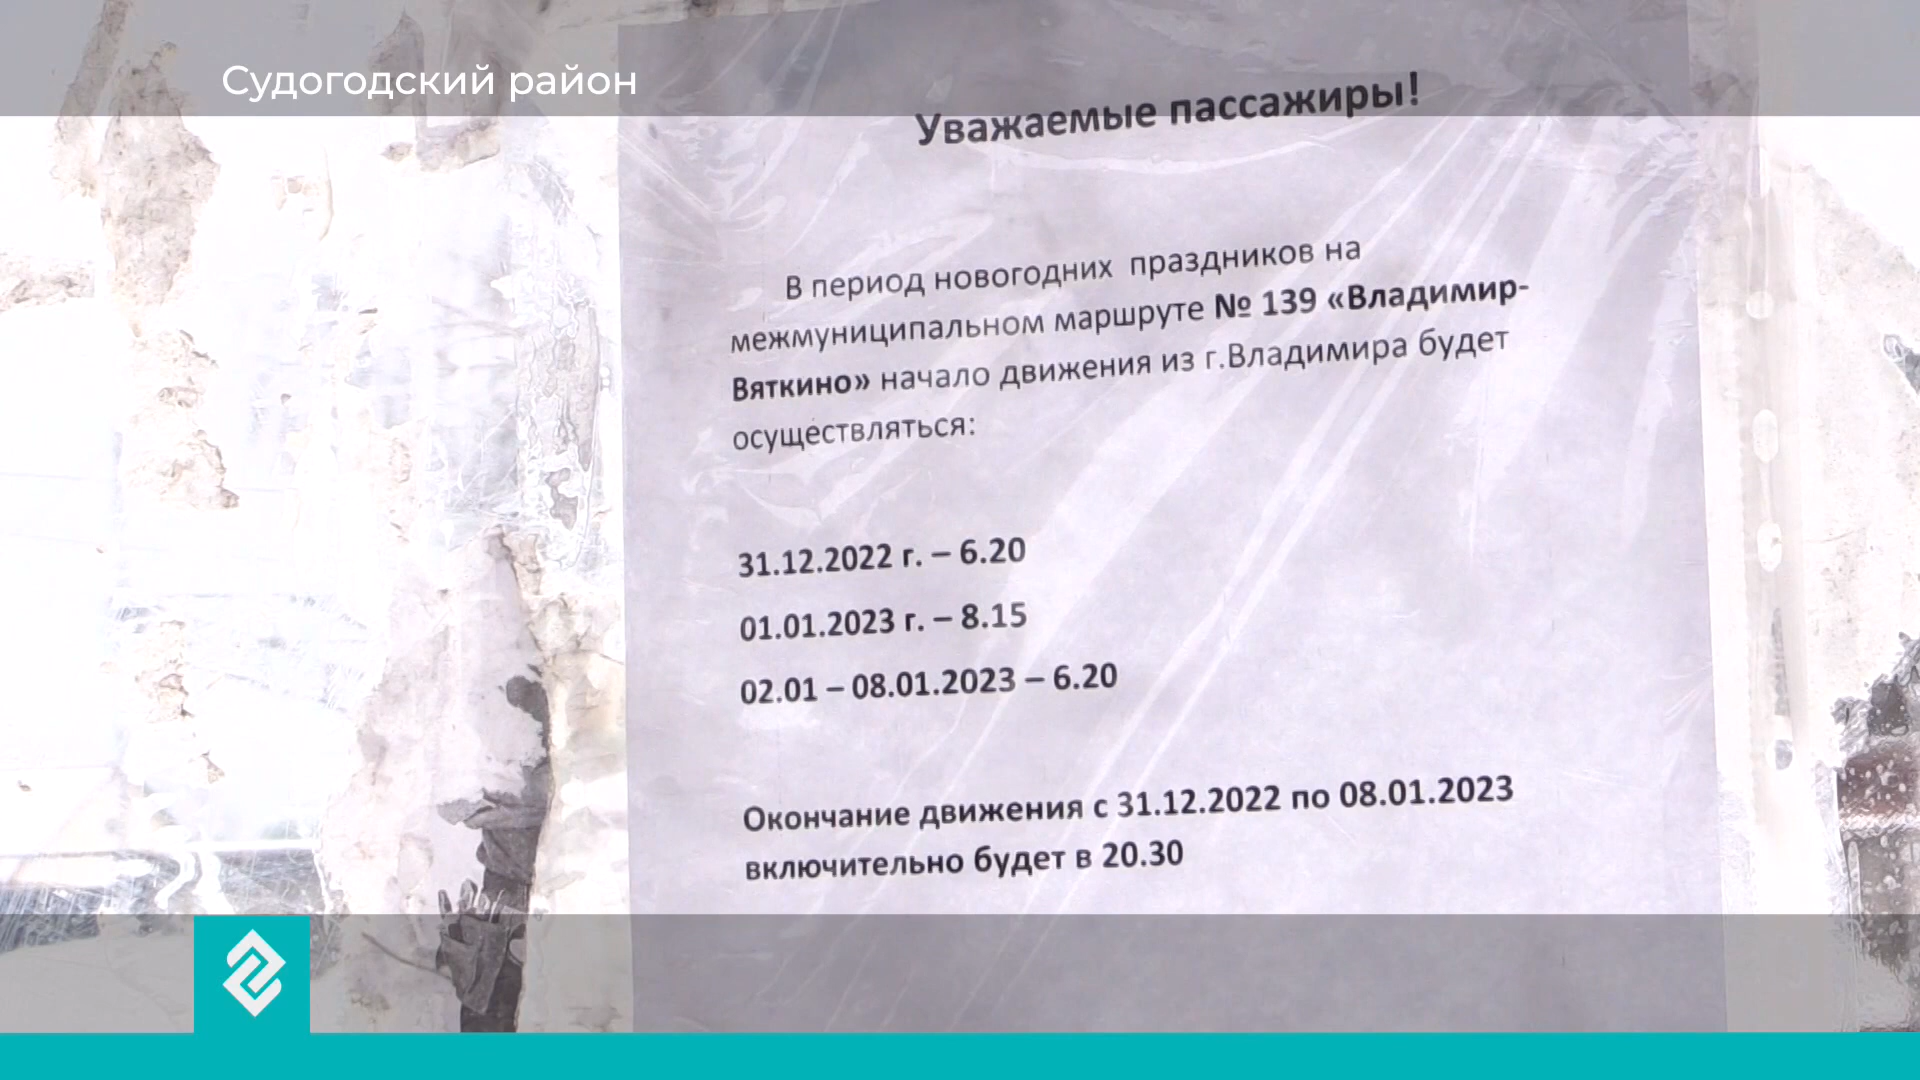 Судогодский район
Уважаемые пассажиры!
В период новогодних праздников на
межмуниципальном маршруте № 139 «Владимир-
Вяткино» начало движения из г.Владимира будет
осуществляться:
31.12.2022 г. – 6.20
01.01.2023 г. – 8.15
02.01 – 08.01.2023 – 6.20
Окончание движения с 31.12.2022 по 08.01.2023
включительно будет в 20.30